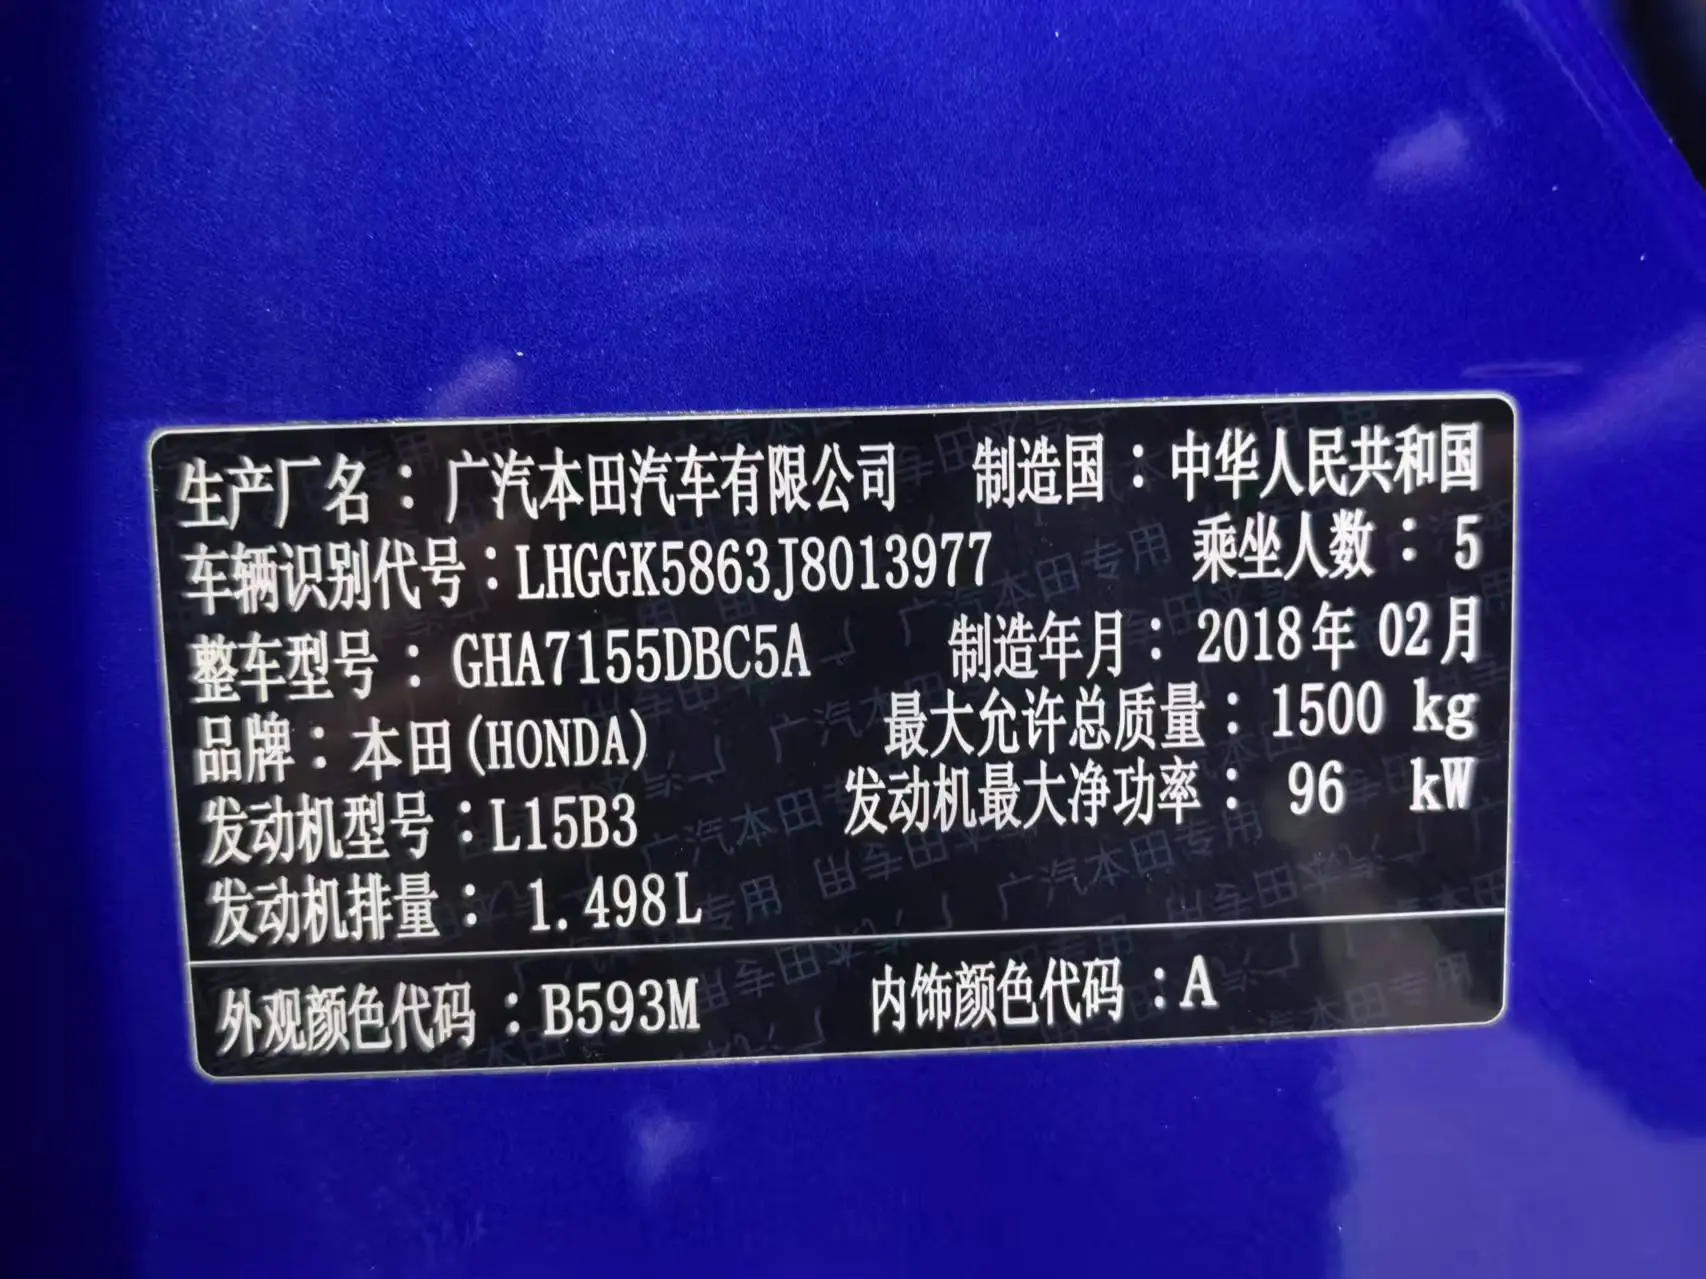 生产厂名：广汽本田汽车有限公司 制造国：中华人民共和国
车辆识别代号：LHGGK5863J8013977 乘坐人数：5
整车型号：GHA7155DBC5A 制造年月：2018年 02月
品牌：本田(HONDA) 最大允许总质量：1500 kg
发动机型号：L15B3 发动机最大净功率：96 kW
发动机排量：1.498L
外观颜色代码：B593M 内饰颜色代码：A